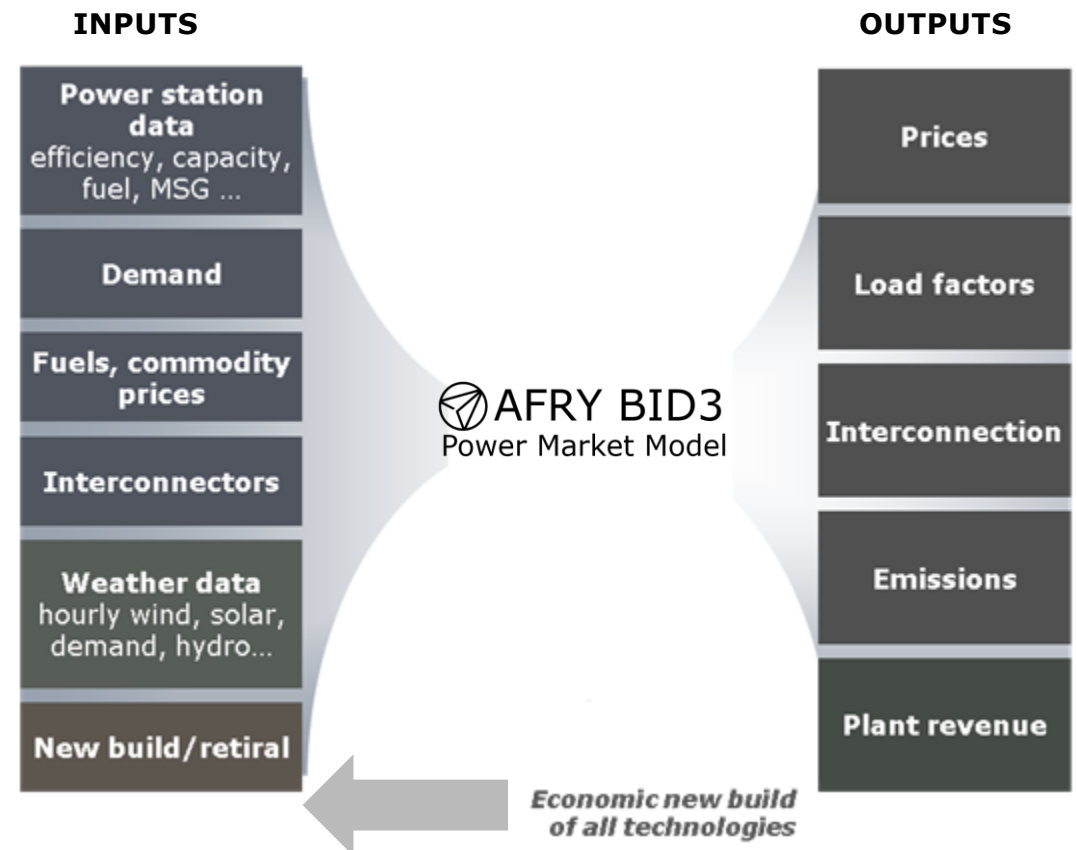 INPUTS
Power station
data
efficiency, capacity,
fuel, MSG ...
Demand
Fuels, commodity
prices
Interconnectors
Weather data
hourly wind, solar,
demand, hydro...
New build/retiral
AFRY BID3
Power Market Model
OUTPUTS
Prices
Load factors
Interconnection
Emissions
Plant revenue
Economic new build
of all technologies